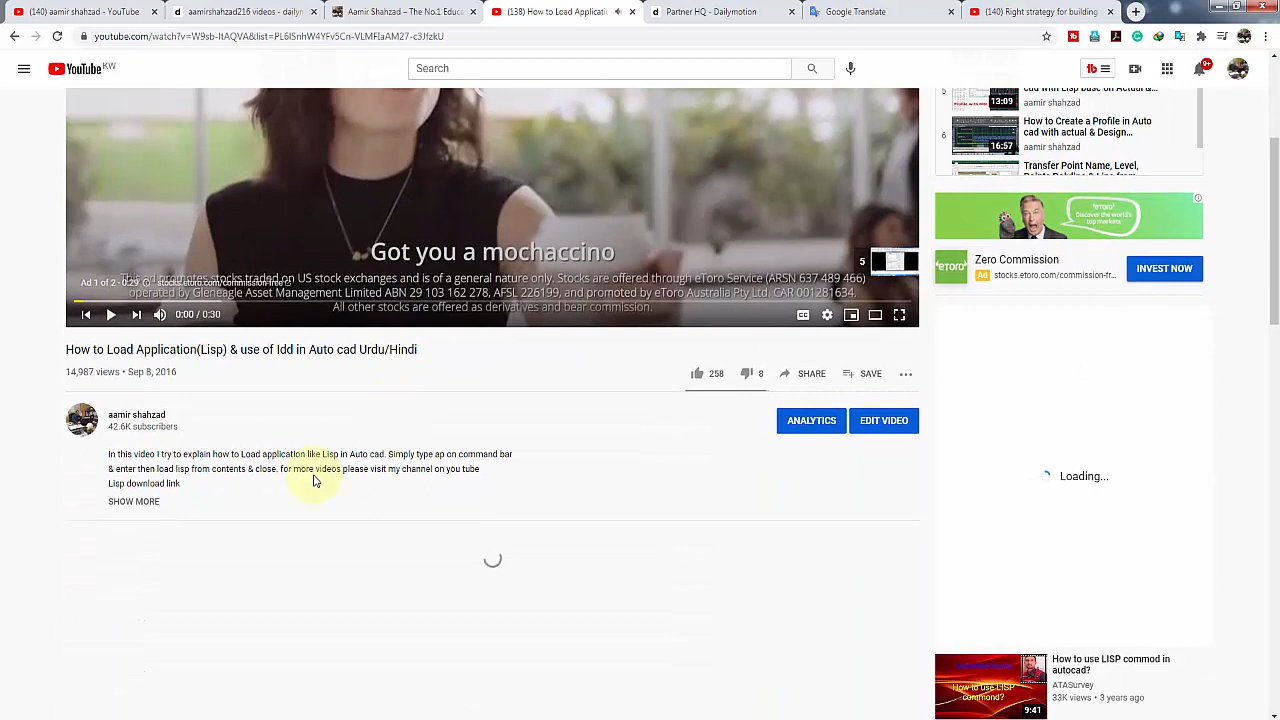 (140) aamir shahzad - YouTube
aamirshahzad216 videos - dailym
Aamir Shahzad – The No.1 Educ
(138) How to Load Applicatio
Partner HQ - Dailymotion
Google Translate
(140) Right strategy for building
youtube.com/watch?v=W9sb-ItAQVA&list=PL6ISnhW4YFv5Cn-VLMFIaAM27-c3JfzkU
YouTube KW
Search
9+
5
13:09
cad with Lisp base on Actual &...
aamir shahzad
6
16:57
How to Create a Profile in Auto
cad with actual & Design...
aamir shahzad
Transfer Point Name, Level,
Got you a mochaccino
5
This ad promotes stocks traded on US stock exchanges and is of a general nature only. Stocks are offered through eToro Service (ARSN 637 489 466)
Ad 1 of 2 · 0:29 stocks.etoro.com/commission-free
operated by Gleneagle Asset Management Limited ABN 29 103 162 278, AFSL 226199, and promoted by eToro Australia Pty Ltd. CAR 001281634.
All other stocks are offered as derivatives and bear commission.
0:00 / 0:30
eToro
Discover the world's
top markets
Zero Commission
Ad stocks.etoro.com/commission-fr...
INVEST NOW
How to Load Application(Lisp) & use of Idd in Auto cad Urdu/Hindi
14,987 views • Sep 8, 2016
258
8
SHARE
SAVE
aamir shahzad
42.6K subscribers
ANALYTICS
EDIT VIDEO
In this video I try to explain how to Load application like Lisp in Auto cad. Simply type ap on command bar
& enter then load lisp from contents & close. for more videos please visit my channel on you tube
Lisp download link
SHOW MORE
Loading...
How to use LISP
commond?
9:41
How to use LISP commod in
autocad?
ATASurvey
33K views • 3 years ago